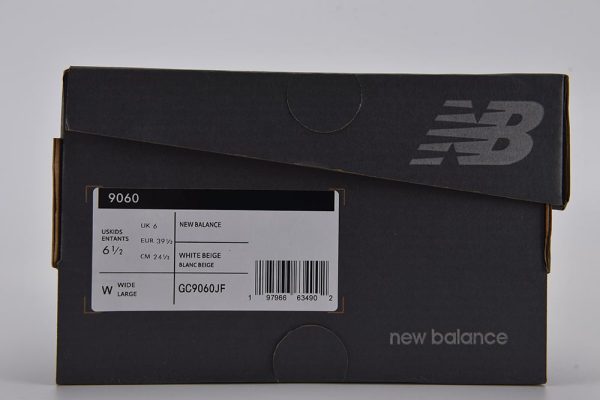 NB
9060
USKIDS
ENTANTS
6 1/2
UK 6
EUR 39 1/2
CM 24 1/2
NEW BALANCE
WHITE BEIGE
BLANC BEIGE
W WIDE
LARGE
GC9060JF
1 97966 63490 2
new balance